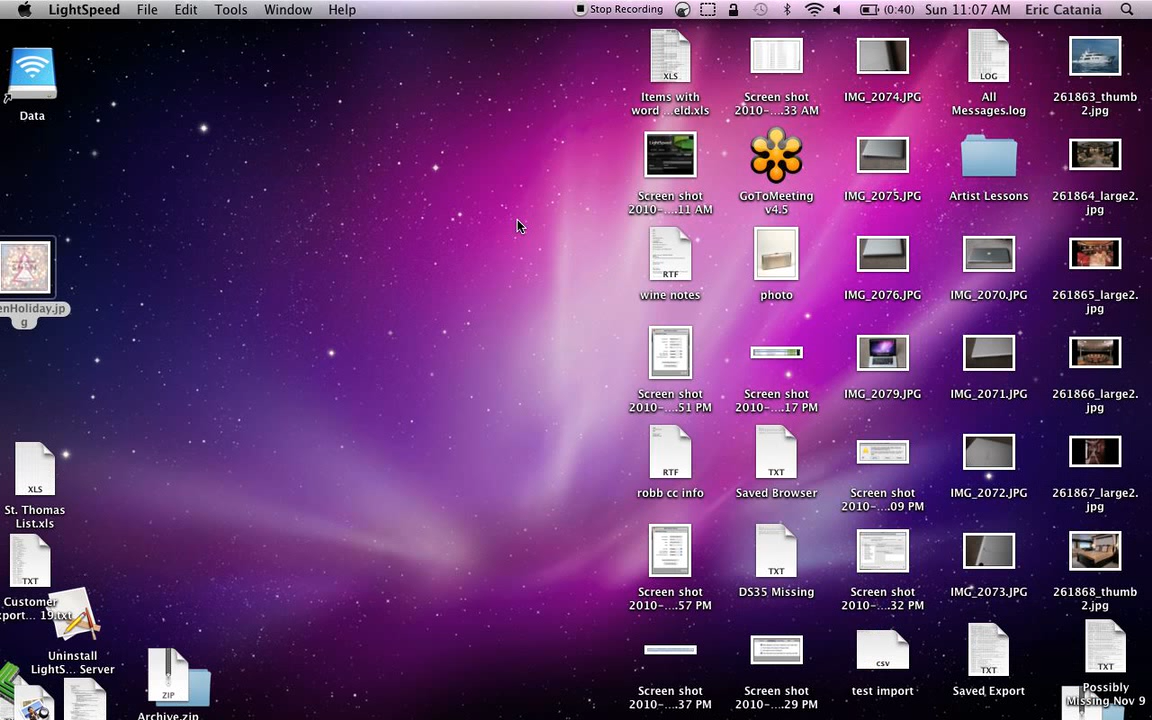 LightSpeed File Edit Tools Window Help Stop Recording (0:40) Sun 11:07 AM Eric Catania
Data
enHoliday.jp
g
XLS
St. Thomas
List.xls
TXT
Customer
xport... 19.txt
Uninstall
LightS... Server
ZIP
Archive.zip
XLS
Items with
word ...eld.xls
Screen shot
2010-....33 AM
IMG_2074.JPG
LOG
All
Messages.log
261863_thumb
2.jpg
Screen shot
2010-....11 AM
GoToMeeting
v4.5
IMG_2075.JPG
Artist Lessons
261864_large2.
jpg
RTF
wine notes
photo
IMG_2076.JPG
IMG_2070.JPG
261865_large2.
jpg
Screen shot
2010-....51 PM
Screen shot
2010-....17 PM
IMG_2079.JPG
IMG_2071.JPG
261866_large2.
jpg
RTF
robb cc info
TXT
Saved Browser
Screen shot
2010-....09 PM
IMG_2072.JPG
261867_large2.
jpg
Screen shot
2010-....57 PM
TXT
DS35 Missing
Screen shot
2010-....32 PM
IMG_2073.JPG
261868_thumb
2.jpg
Screen shot
2010-....37 PM
Screen shot
2010-....29 PM
csv
test import
TXT
Saved Export
TXT
Possibly
Missing Nov 9